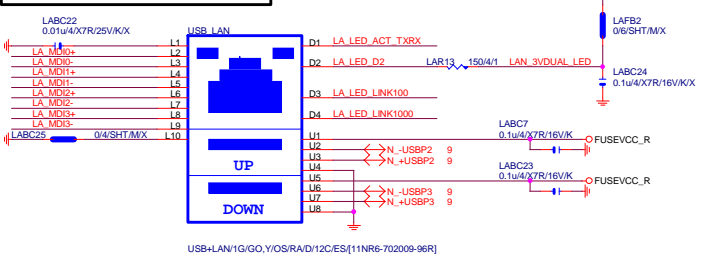 LABC22
0.01u/4/X7R/25V/K/X
USB_LAN
LAFB2
0/6/SHT/M/X
L1
LA_MDI0+ L2
LA_MDI0- L3
LA_MDI1+ L4
LA_MDI1- L5
LA_MDI2+ L6
LA_MDI2- L7
LA_MDI3+ L8
LA_MDI3- L9
LABC25 0/4/SHT/M/X L10
D1 LA_LED_ACT_TXRX
D2 LA_LED_D2 LAR13 150/4/1 LAN_3VDUAL_LED
LABC24
0.1u/4/X7R/16V/K/X
D3 LA_LED_LINK100
D4 LA_LED_LINK1000
LABC7
0.1u/4/X7R/16V/K
U1 FUSEVCC_R
U2 N_-USBP2 9
U3 N_+USBP2 9
U4
LABC23
0.1u/4/X7R/16V/K
U5 FUSEVCC_R
U6 N_-USBP3 9
U7 N_+USBP3 9
U8
UP
DOWN
USB+LAN/1G/GO,Y/OS/RA/D/12C/ES/[11NR6-702009-96R]